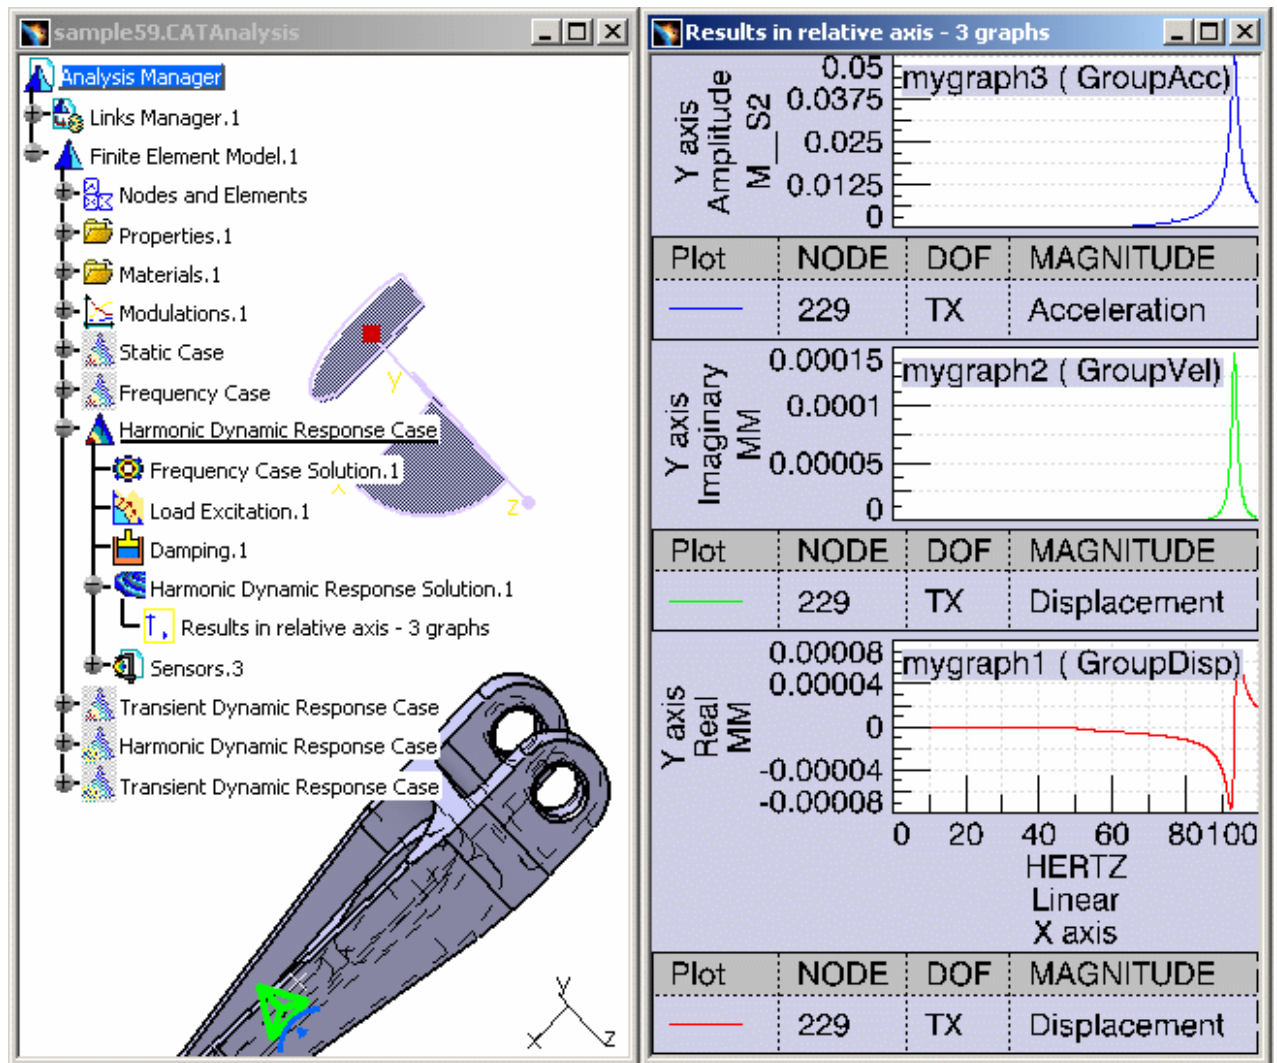 sample59.CATAnalysis
Analysis Manager
Links Manager.1
Finite Element Model.1
Nodes and Elements
Properties.1
Materials.1
Modulations.1
Static Case
Frequency Case
Harmonic Dynamic Response Case
Frequency Case Solution.1
Load Excitation.1
Damping.1
Harmonic Dynamic Response Solution.1
Results in relative axis - 3 graphs
Sensors.3
Transient Dynamic Response Case
Harmonic Dynamic Response Case
Transient Dynamic Response Case
y
x
z
y
x
z
Results in relative axis - 3 graphs
mygraph3 ( GroupAcc)
Y axis
Amplitude
M__S2
0.05
0.0375
0.025
0.0125
0
Plot NODE DOF MAGNITUDE
229 TX Acceleration
mygraph2 ( GroupVel)
Y axis
Imaginary
MM
0.00015
0.0001
0.00005
0
Plot NODE DOF MAGNITUDE
229 TX Displacement
mygraph1 ( GroupDisp)
Y axis
Real
MM
0.00008
0.00004
0
-0.00004
-0.00008
0 20 40 60 80 100
HERTZ
Linear
X axis
Plot NODE DOF MAGNITUDE
229 TX Displacement